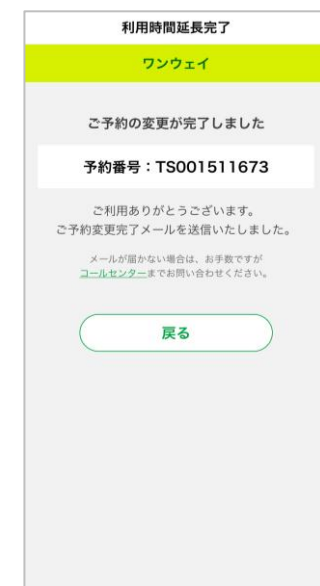 利用時間延長完了
ワンウェイ
ご予約の変更が完了しました
予約番号：TS001511673
ご利用ありがとうございます。
ご予約変更完了メールを送信いたしました。
メールが届かない場合は、お手数ですが
コールセンターまでお問い合わせください。
戻る